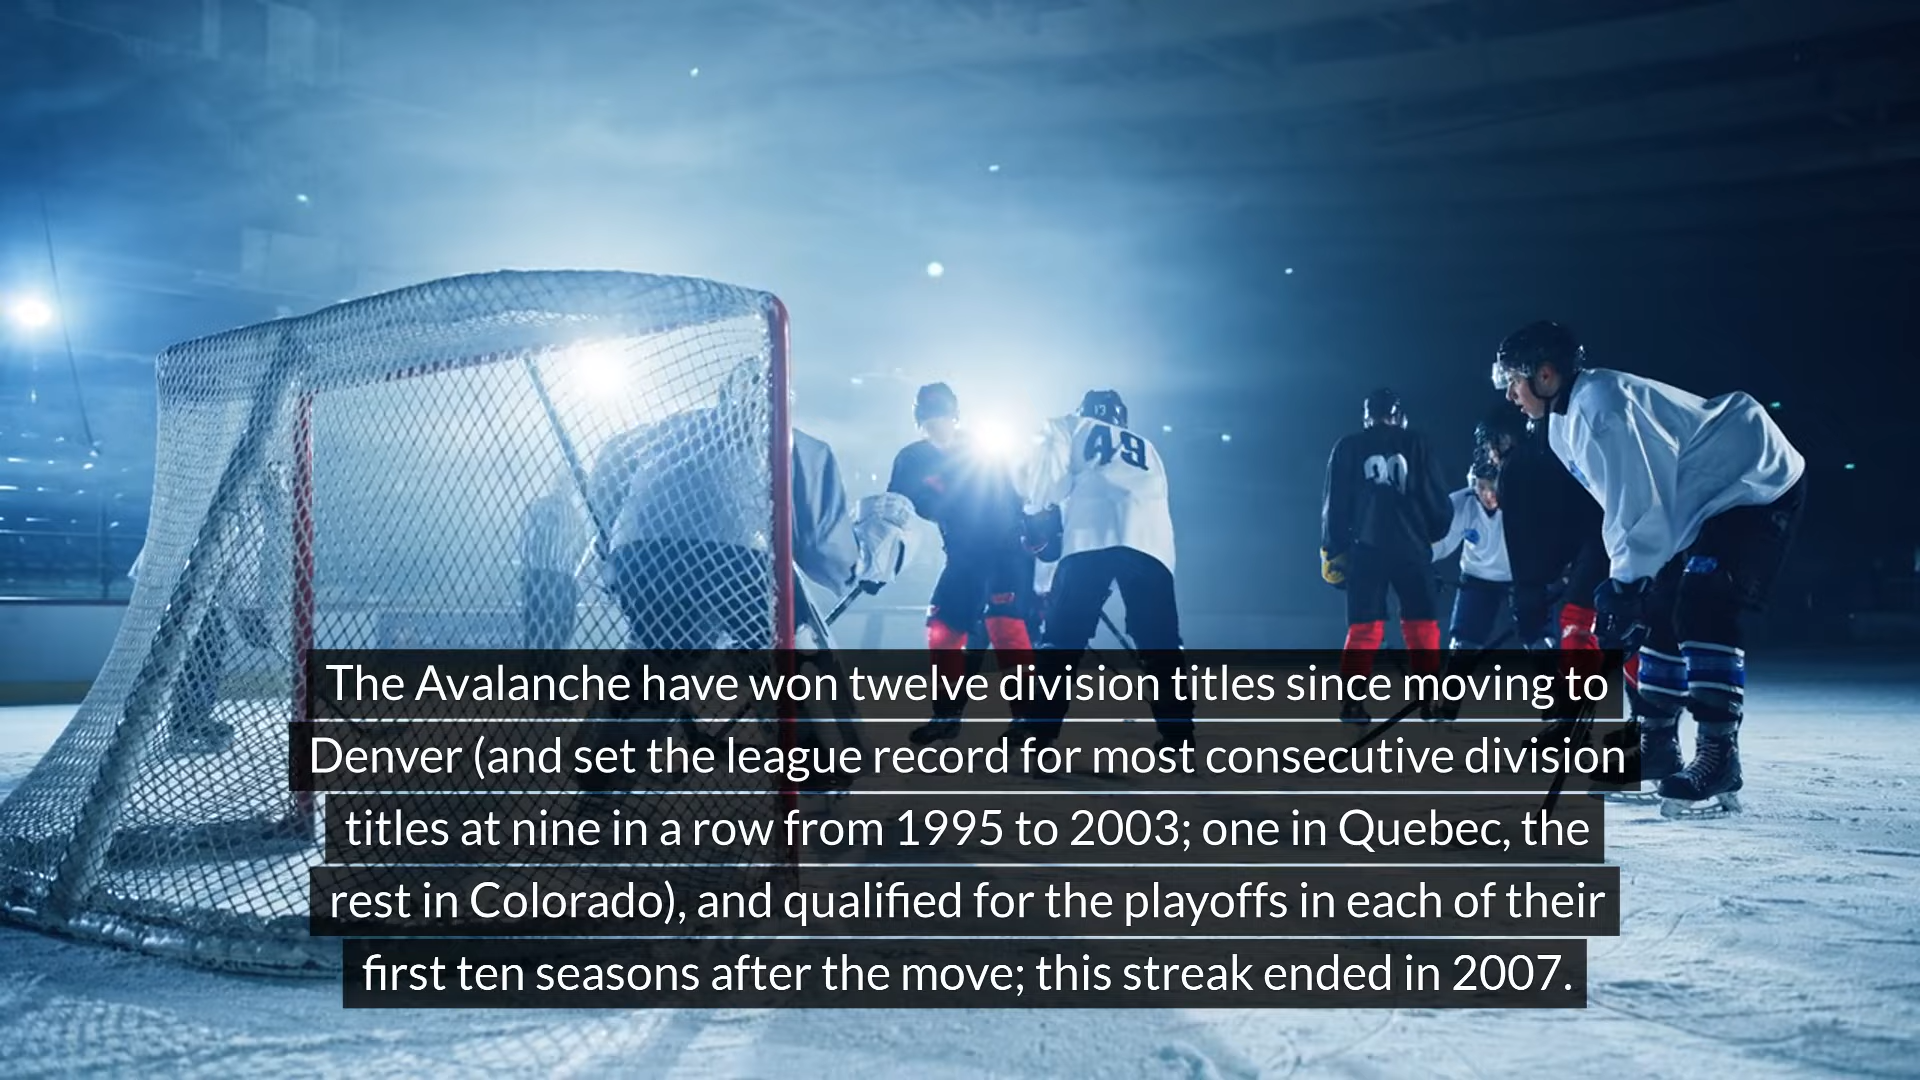 49
The Avalanche have won twelve division titles since moving to
Denver (and set the league record for most consecutive division
titles at nine in a row from 1995 to 2003; one in Quebec, the
rest in Colorado), and qualified for the playoffs in each of their
first ten seasons after the move; this streak ended in 2007.